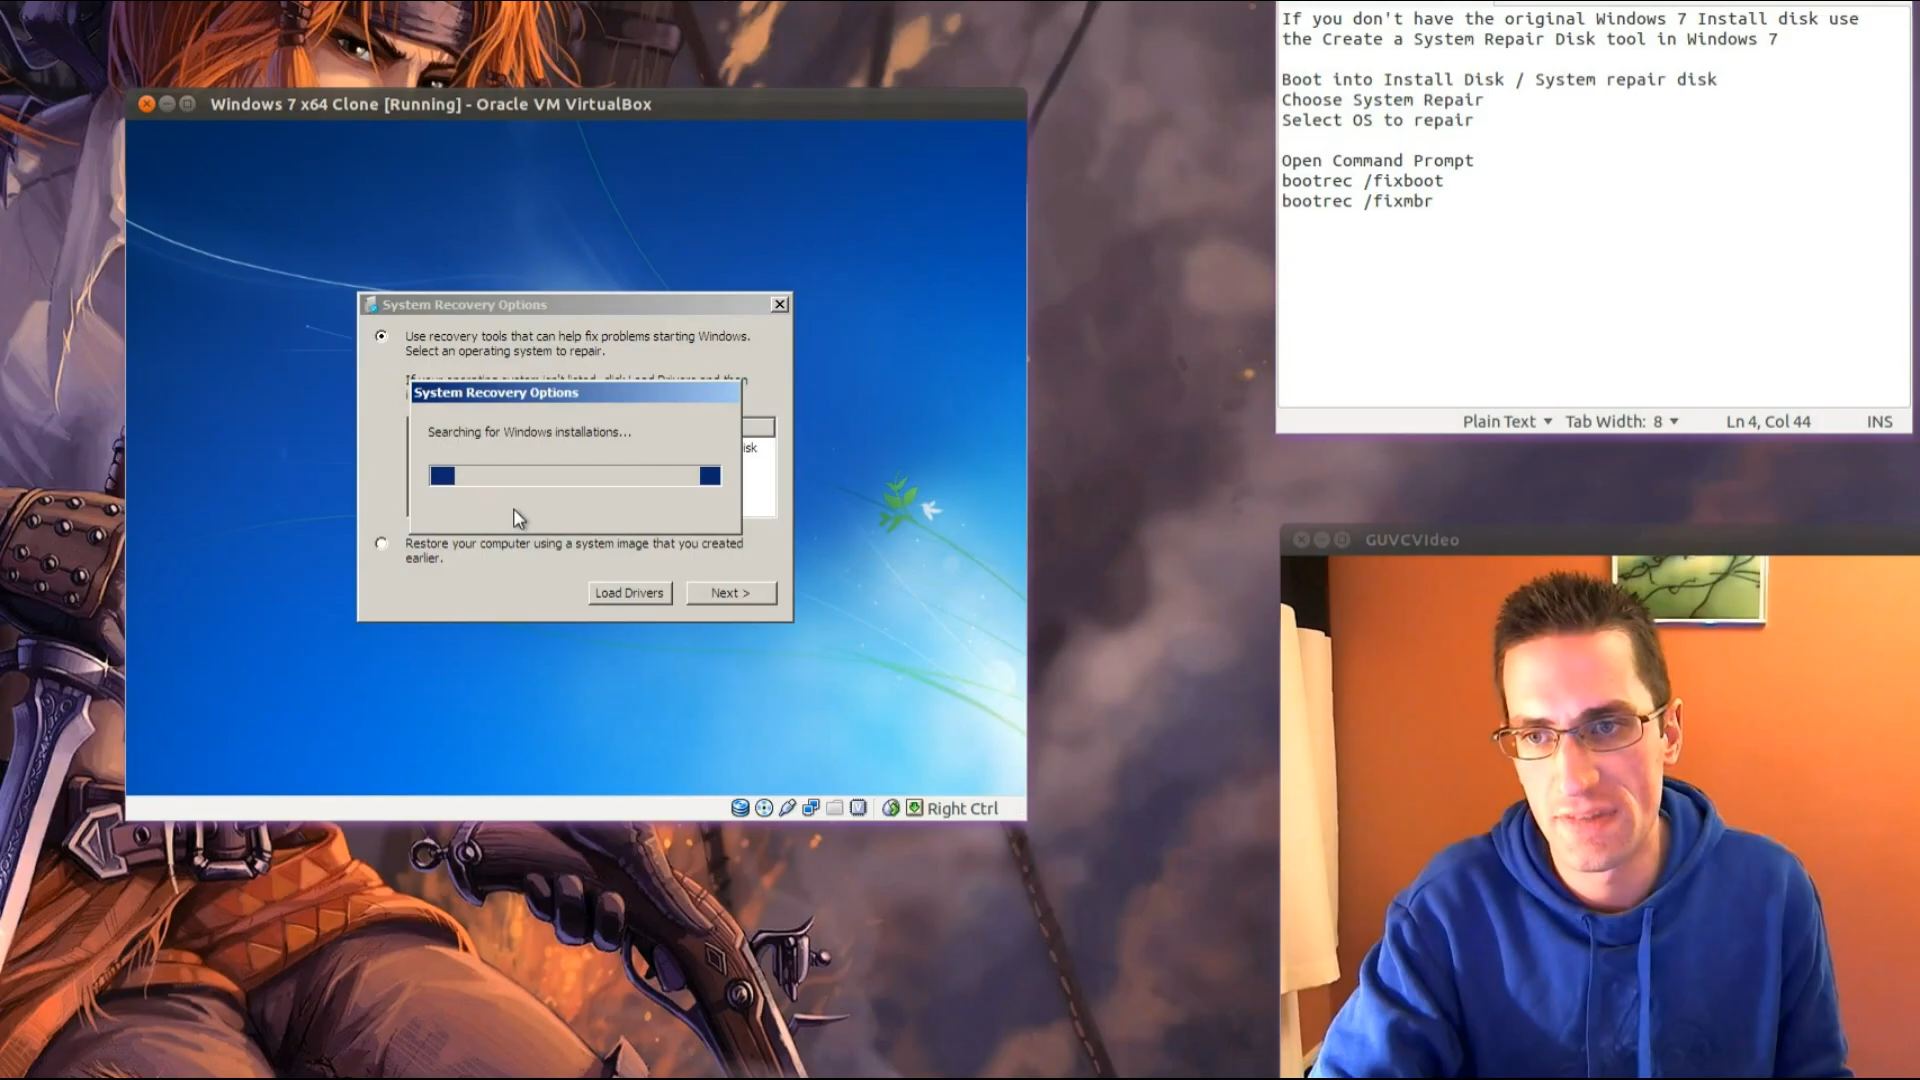 If you don't have the original Windows 7 Install disk use
the Create a System Repair Disk tool in Windows 7
Boot into Install Disk / System repair disk
Choose System Repair
Select OS to repair
Open Command Prompt
bootrec /fixboot
bootrec /fixmbr
Plain Text Tab Width: 8 Ln 4, Col 44 INS
Windows 7 x64 Clone [Running] - Oracle VM VirtualBox
System Recovery Options
Use recovery tools that can help fix problems starting Windows.
Select an operating system to repair.
System Recovery Options
Searching for Windows installations...
isk
Restore your computer using a system image that you created
earlier.
Load Drivers Next >
Right Ctrl
GUVCVideo